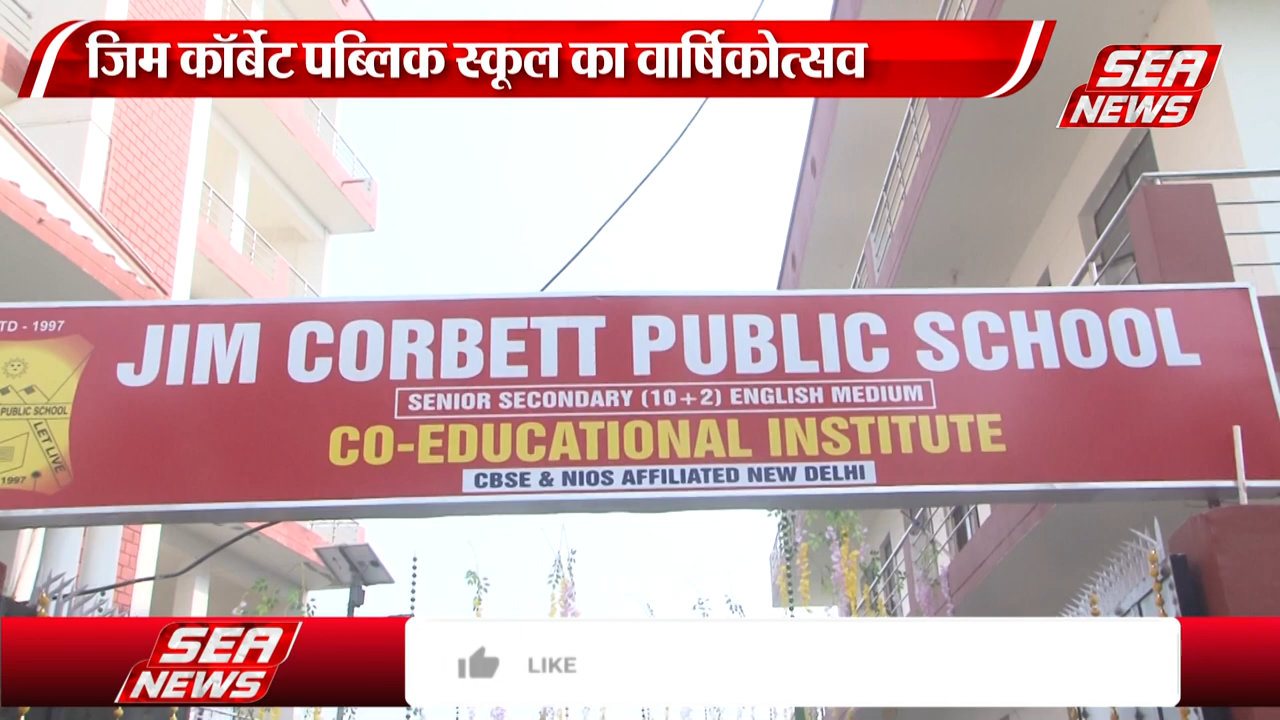 जिम कॉर्बेट पब्लिक स्कूल का वार्षिकोत्सव
SEA
NEWS
TD - 1997
JIM CORBETT PUBLIC SCHOOL
SENIOR SECONDARY (10+2) ENGLISH MEDIUM
CO-EDUCATIONAL INSTITUTE
CBSE & NIOS AFFILIATED NEW DELHI
PUBLIC SCHOOL
LET LIVE
1997
SEA
NEWS
LIKE